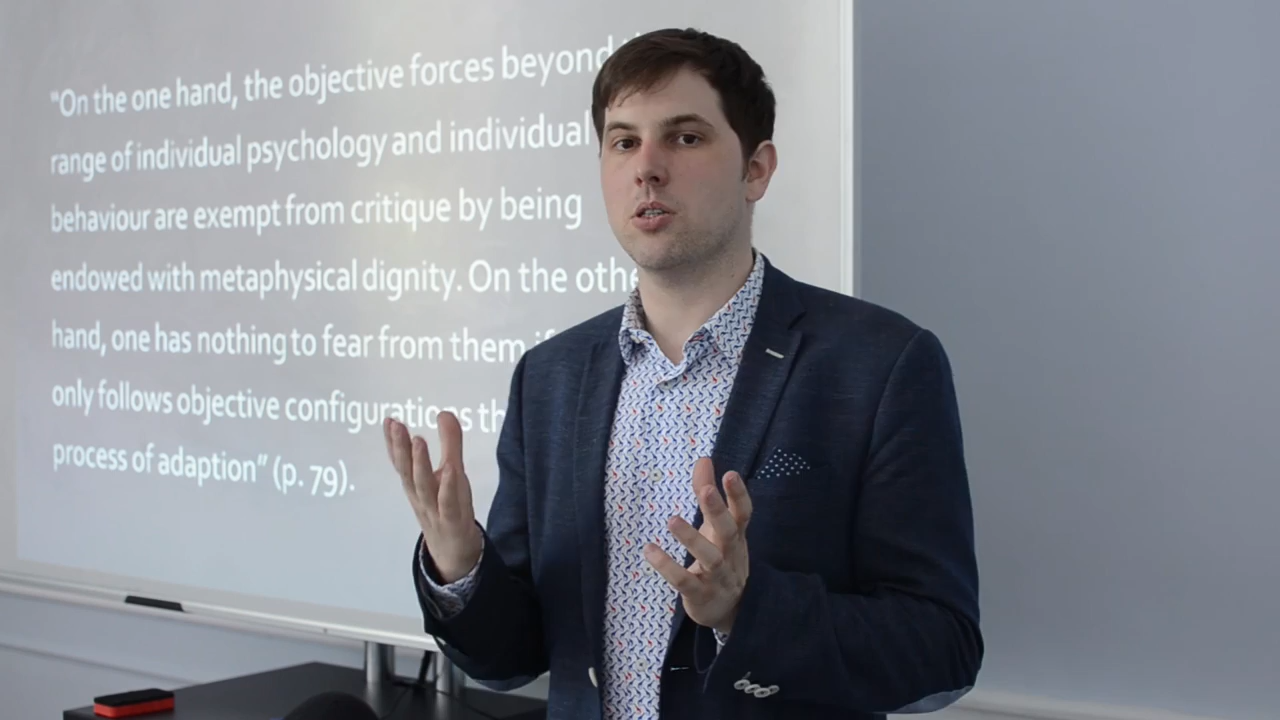 "On the one hand, the objective forces beyond
range of individual psychology and individual
behaviour are exempt from critique by being
endowed with metaphysical dignity. On the
hand, one has nothing to fear from them
only follows objective configurations
process of adaption" (p. 79).